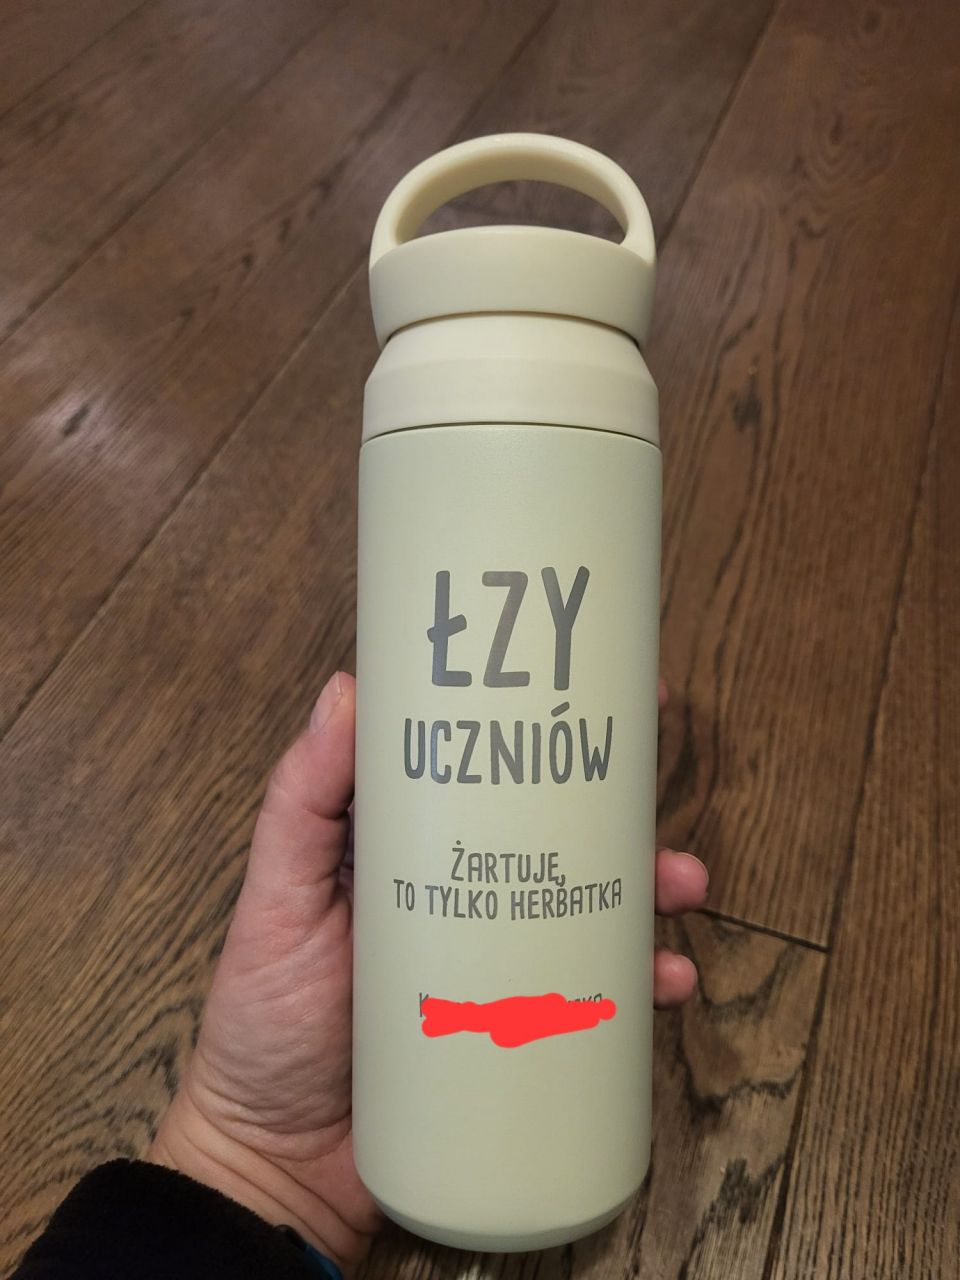 ŁZY
UCZNIÓW
ŻARTUJĘ,
TO TYLKO HERBATKA